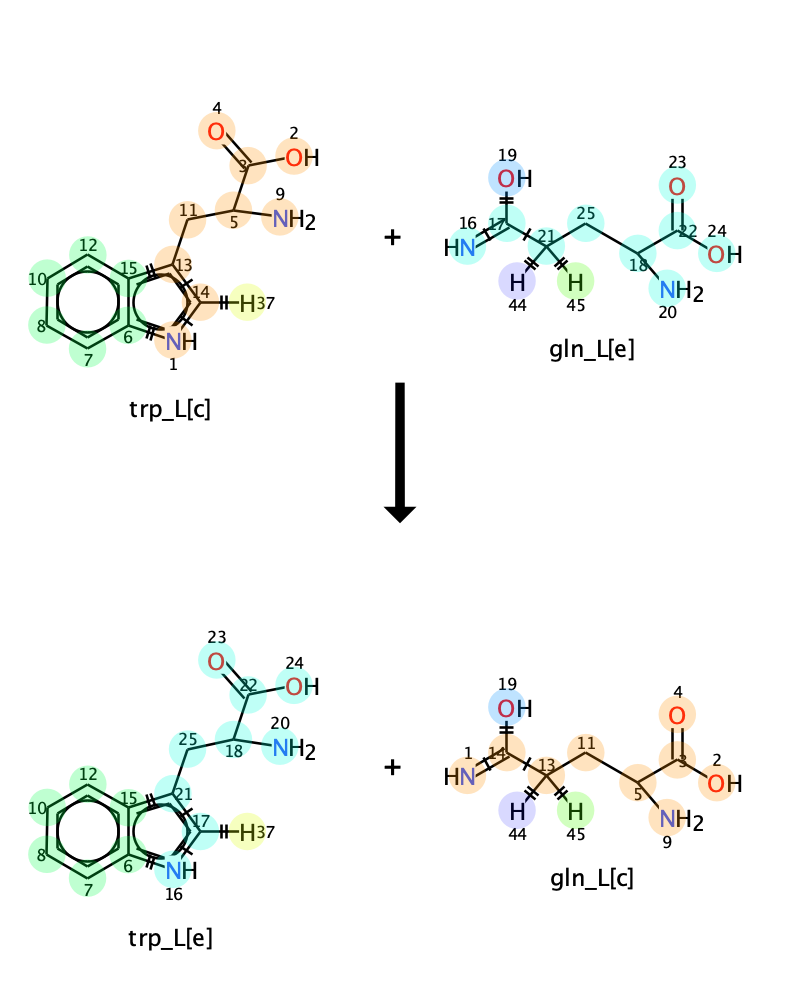 4
2
O
3
OH
19
OH
23
O
11
9
5
NH2
+
16
17
25
22
24
HN
21
18
OH
12
15
13
10
14
H37
H
H
NH2
8
6
NH
44
45
20
7
1
gln_L[e]
trp_L[c]
23
24
O
22
OH
19
OH
4
O
25
20
18
NH2
+
1
14
11
3
2
HN
13
5
OH
12
15
21
10
17
H37
H
H
NH2
8
6
NH
44
45
9
7
16
gln_L[c]
trp_L[e]